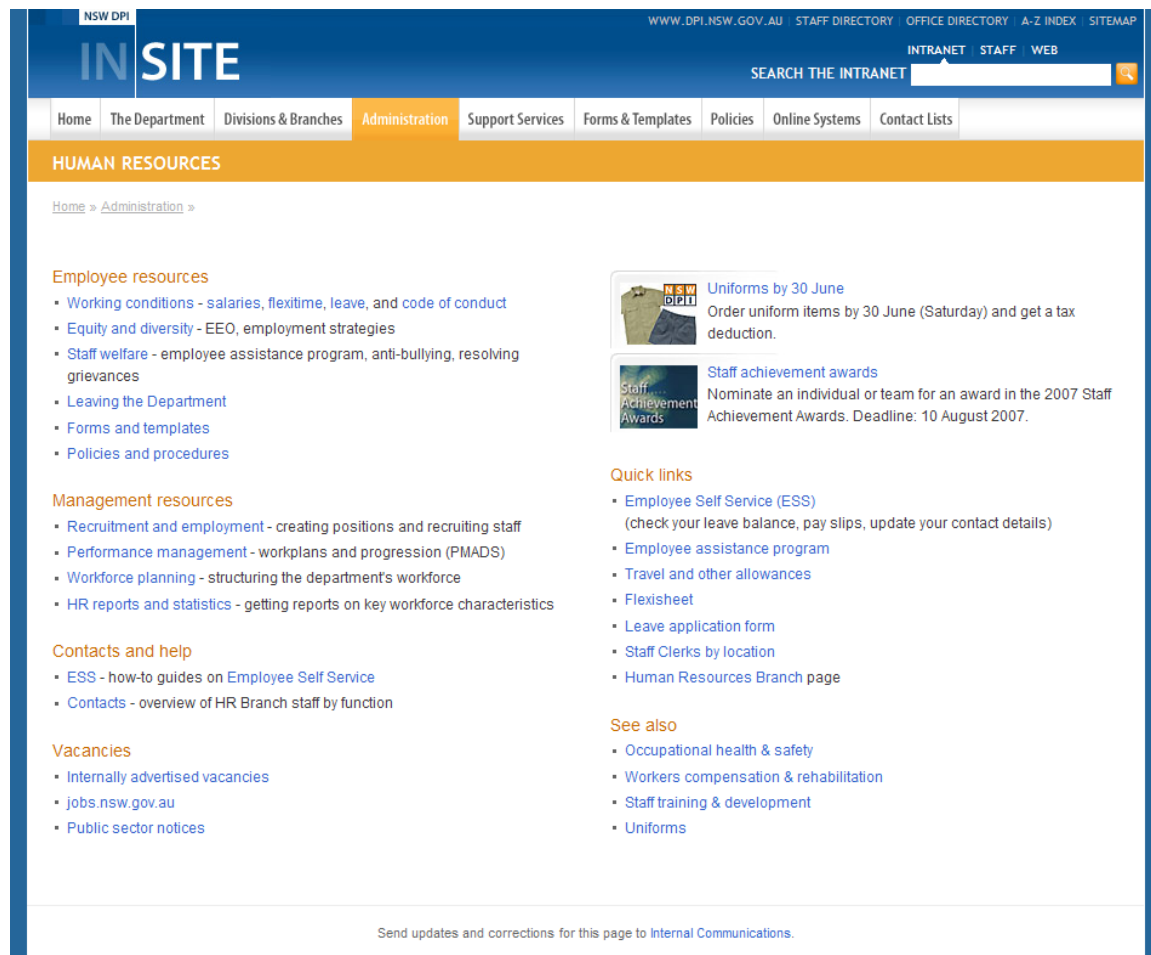 NSW DPI
INSITE
WWW.DPI.NSW.GOV.AU | STAFF DIRECTORY | OFFICE DIRECTORY | A-Z INDEX | SITEMAP
INTRANET | STAFF | WEB
SEARCH THE INTRANET
Home
The Department
Divisions & Branches
Administration
Support Services
Forms & Templates
Policies
Online Systems
Contact Lists
HUMAN RESOURCES
Home » Administration »
Employee resources
▪ Working conditions - salaries, flexitime, leave, and code of conduct
▪ Equity and diversity - EEO, employment strategies
▪ Staff welfare - employee assistance program, anti-bullying, resolving
grievances
▪ Leaving the Department
▪ Forms and templates
▪ Policies and procedures
Management resources
▪ Recruitment and employment - creating positions and recruiting staff
▪ Performance management - workplans and progression (PMADS)
▪ Workforce planning - structuring the department's workforce
▪ HR reports and statistics - getting reports on key workforce characteristics
Contacts and help
▪ ESS - how-to guides on Employee Self Service
▪ Contacts - overview of HR Branch staff by function
Vacancies
▪ Internally advertised vacancies
▪ jobs.nsw.gov.au
▪ Public sector notices
NSW
DPI
Uniforms by 30 June
Order uniform items by 30 June (Saturday) and get a tax
deduction.
Staff....
Achievement
Awards
Staff achievement awards
Nominate an individual or team for an award in the 2007 Staff
Achievement Awards. Deadline: 10 August 2007.
Quick links
▪ Employee Self Service (ESS)
(check your leave balance, pay slips, update your contact details)
▪ Employee assistance program
▪ Travel and other allowances
▪ Flexisheet
▪ Leave application form
▪ Staff Clerks by location
▪ Human Resources Branch page
See also
▪ Occupational health & safety
▪ Workers compensation & rehabilitation
▪ Staff training & development
▪ Uniforms
Send updates and corrections for this page to Internal Communications.